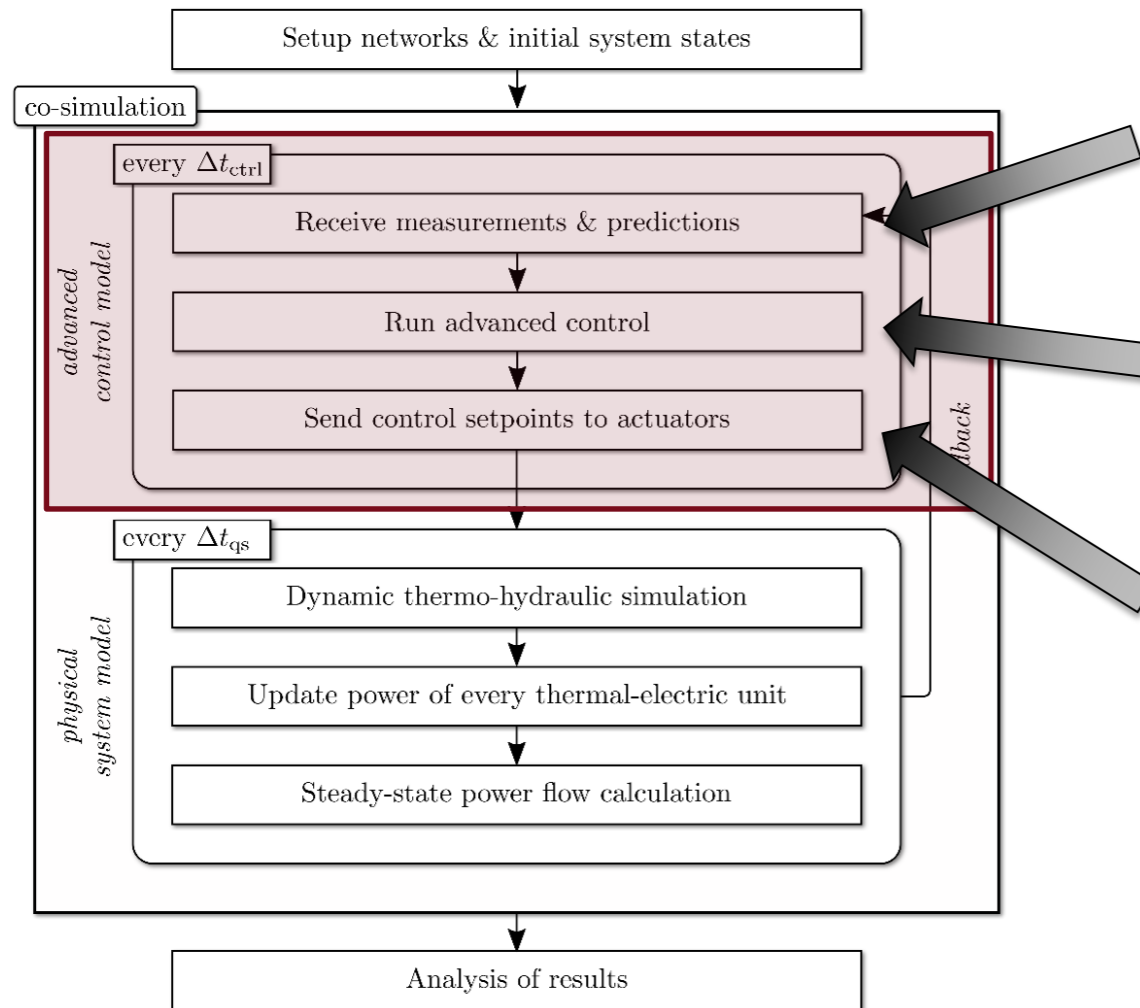 Setup networks & initial system states
co-simulation
every Δt_ctrl
advanced
control model
Receive measurements & predictions
Run advanced control
Send control setpoints to actuators
every Δt_qs
physical
system model
Dynamic thermo-hydraulic simulation
Update power of every thermal-electric unit
Steady-state power flow calculation
Analysis of results